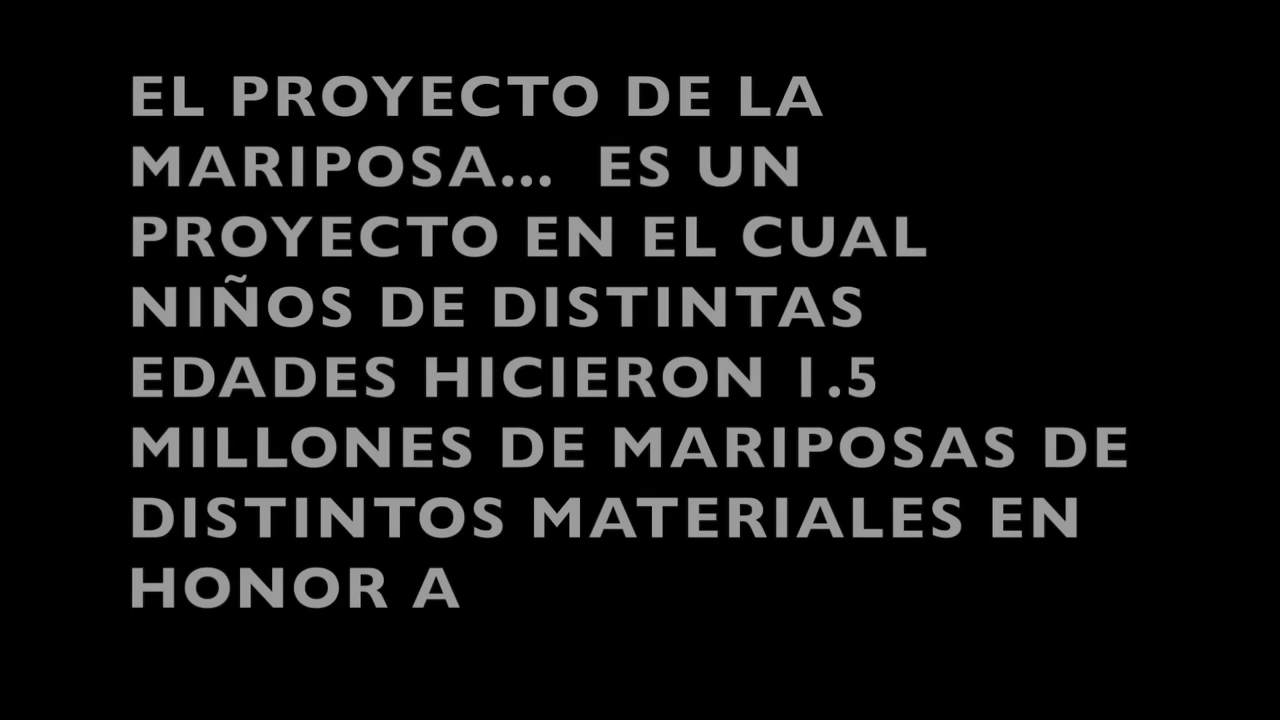 EL PROYECTO DE LA
MARIPOSA... ES UN
PROYECTO EN EL CUAL
NIÑOS DE DISTINTAS
EDADES HICIERON 1.5
MILLONES DE MARIPOSAS DE
DISTINTOS MATERIALES EN
HONOR A